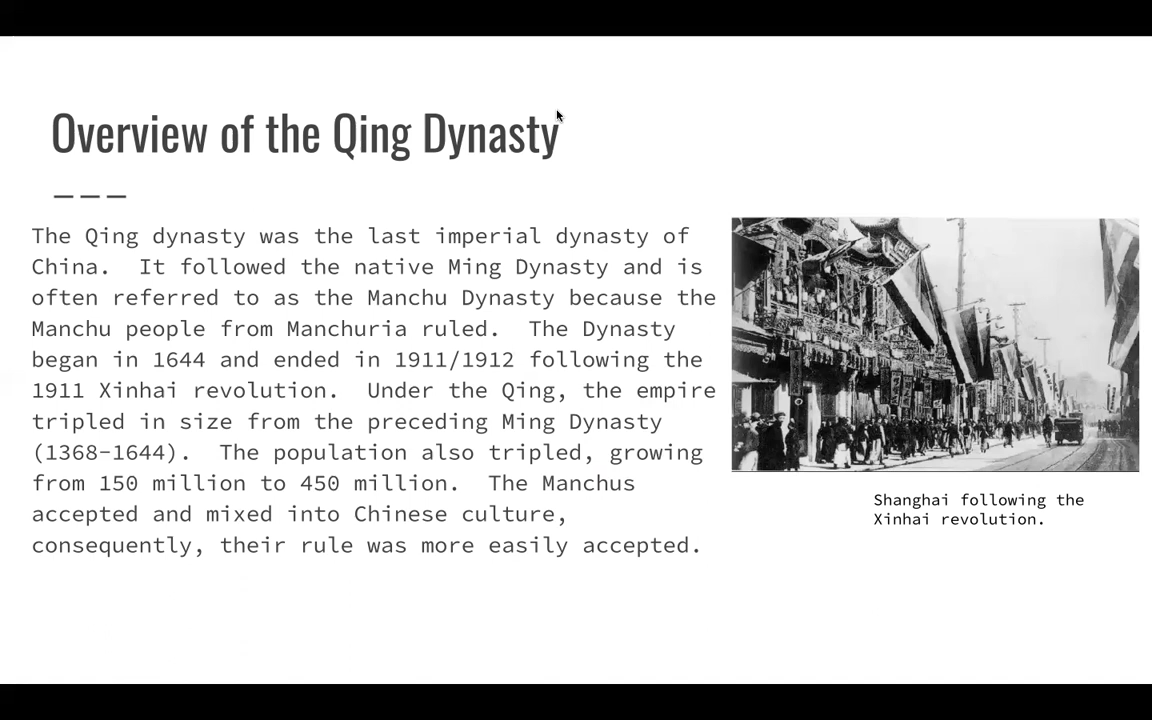 Overview of the Qing Dynasty
The Qing dynasty was the last imperial dynasty of
China.  It followed the native Ming Dynasty and is
often referred to as the Manchu Dynasty because the
Manchu people from Manchuria ruled.  The Dynasty
began in 1644 and ended in 1911/1912 following the
1911 Xinhai revolution.  Under the Qing, the empire
tripled in size from the preceding Ming Dynasty
(1368-1644).  The population also tripled, growing
from 150 million to 450 million.  The Manchus
accepted and mixed into Chinese culture,
consequently, their rule was more easily accepted.
Shanghai following the
Xinhai revolution.